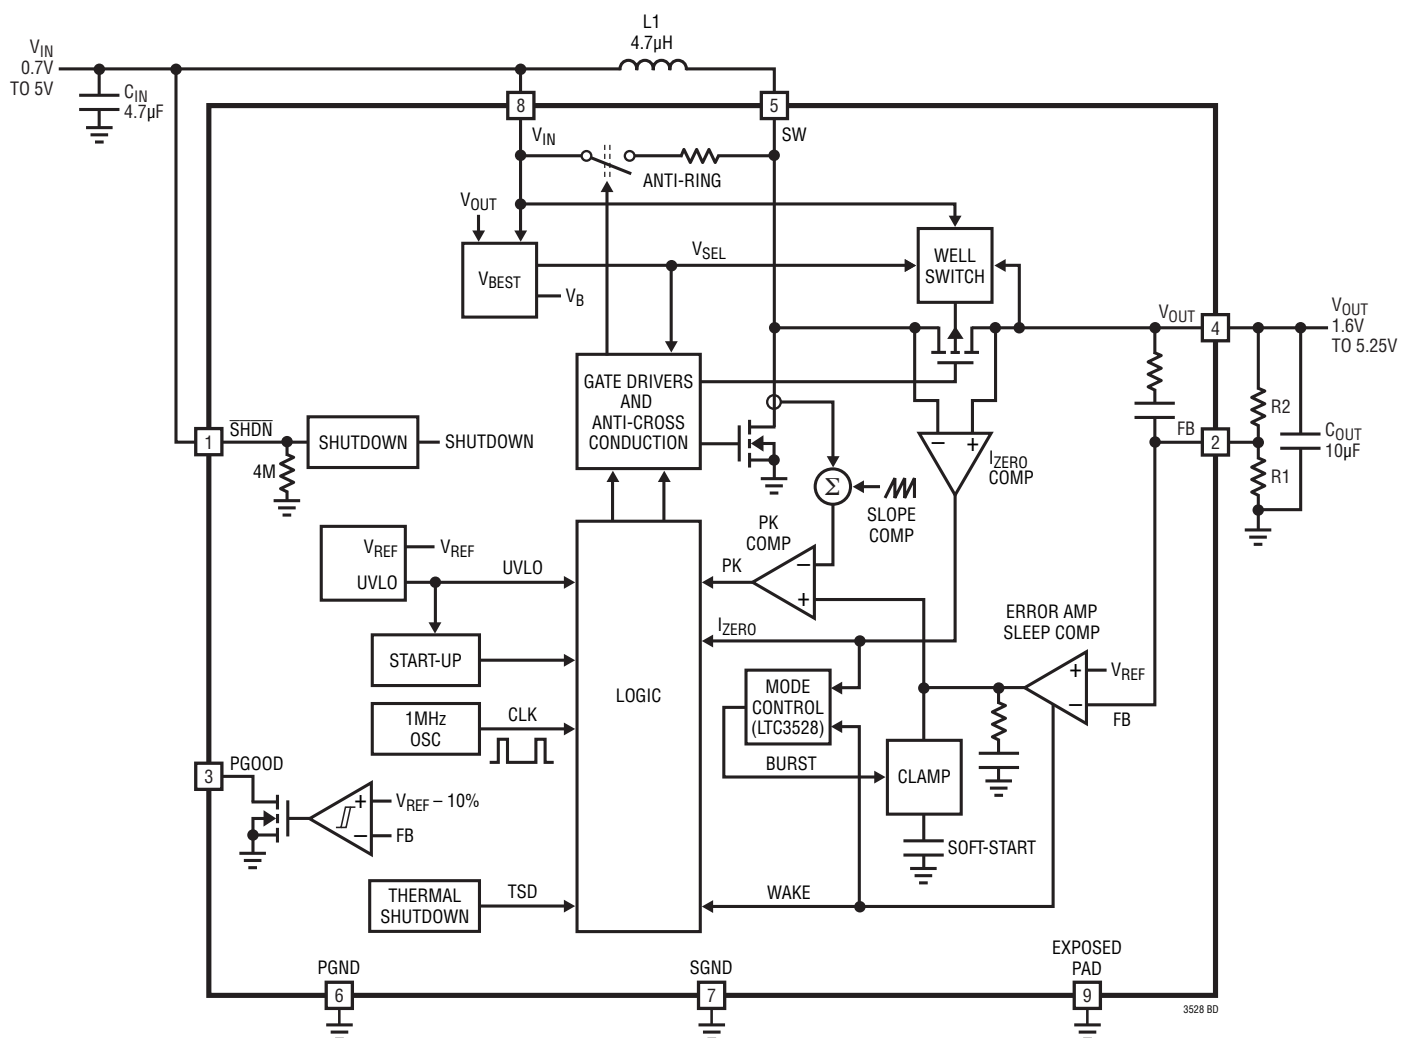 L1
4.7µH
VIN
0.7V
TO 5V
CIN
4.7µF
8
5
VIN
SW
ANTI-RING
VOUT
VSEL
WELL
SWITCH
VBEST
VB
VOUT
4
VOUT
1.6V
TO 5.25V
GATE DRIVERS
AND
ANTI-CROSS
CONDUCTION
R2
FB
2
COUT
10µF
R1
1
SHDN
SHUTDOWN
SHUTDOWN
4M
–
+
IZERO
COMP
Σ
SLOPE
COMP
PK
COMP
VREF
VREF
UVLO
UVLO
PK
–
+
START-UP
IZERO
ERROR AMP
SLEEP COMP
+
VREF
–
FB
LOGIC
MODE
CONTROL
(LTC3528)
1MHz
OSC
CLK
BURST
CLAMP
3
PGOOD
+
VREF – 10%
–
FB
SOFT-START
THERMAL
SHUTDOWN
TSD
WAKE
PGND
6
SGND
7
EXPOSED
PAD
9
3528 BD